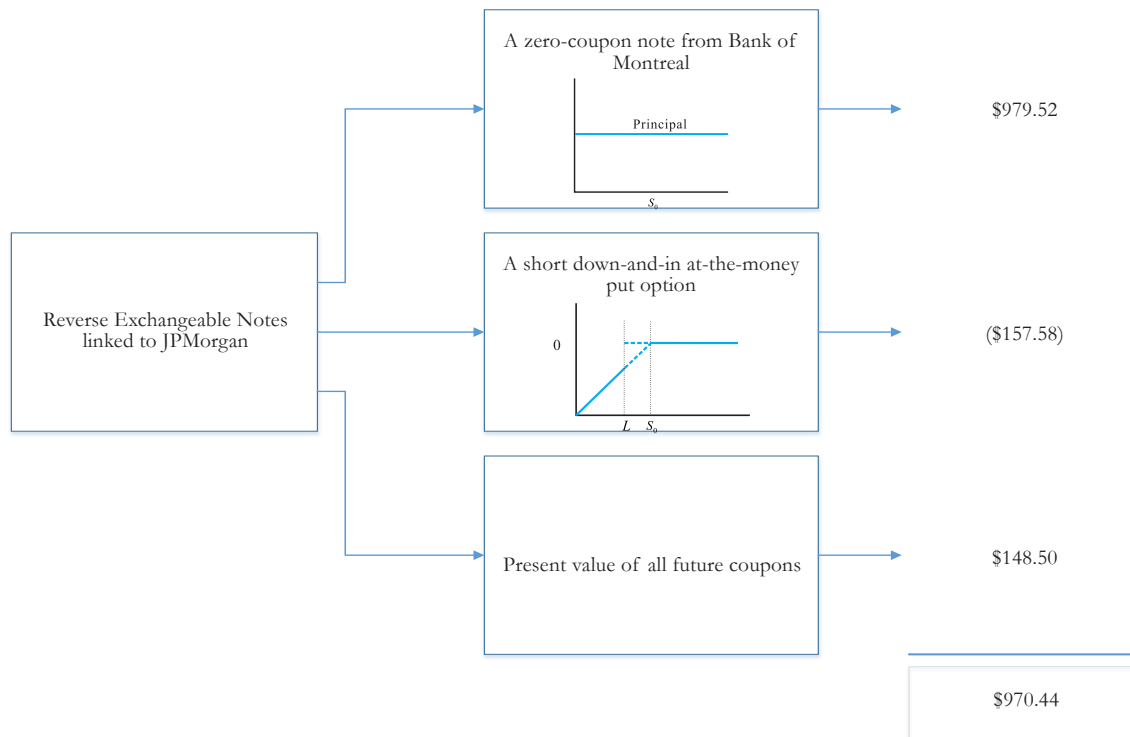 Reverse Exchangeable Notes
linked to JPMorgan
A zero-coupon note from Bank of
Montreal
Principal
S₀
$979.52
A short down-and-in at-the-money
put option
0
L S₀
($157.58)
Present value of all future coupons
$148.50
$970.44